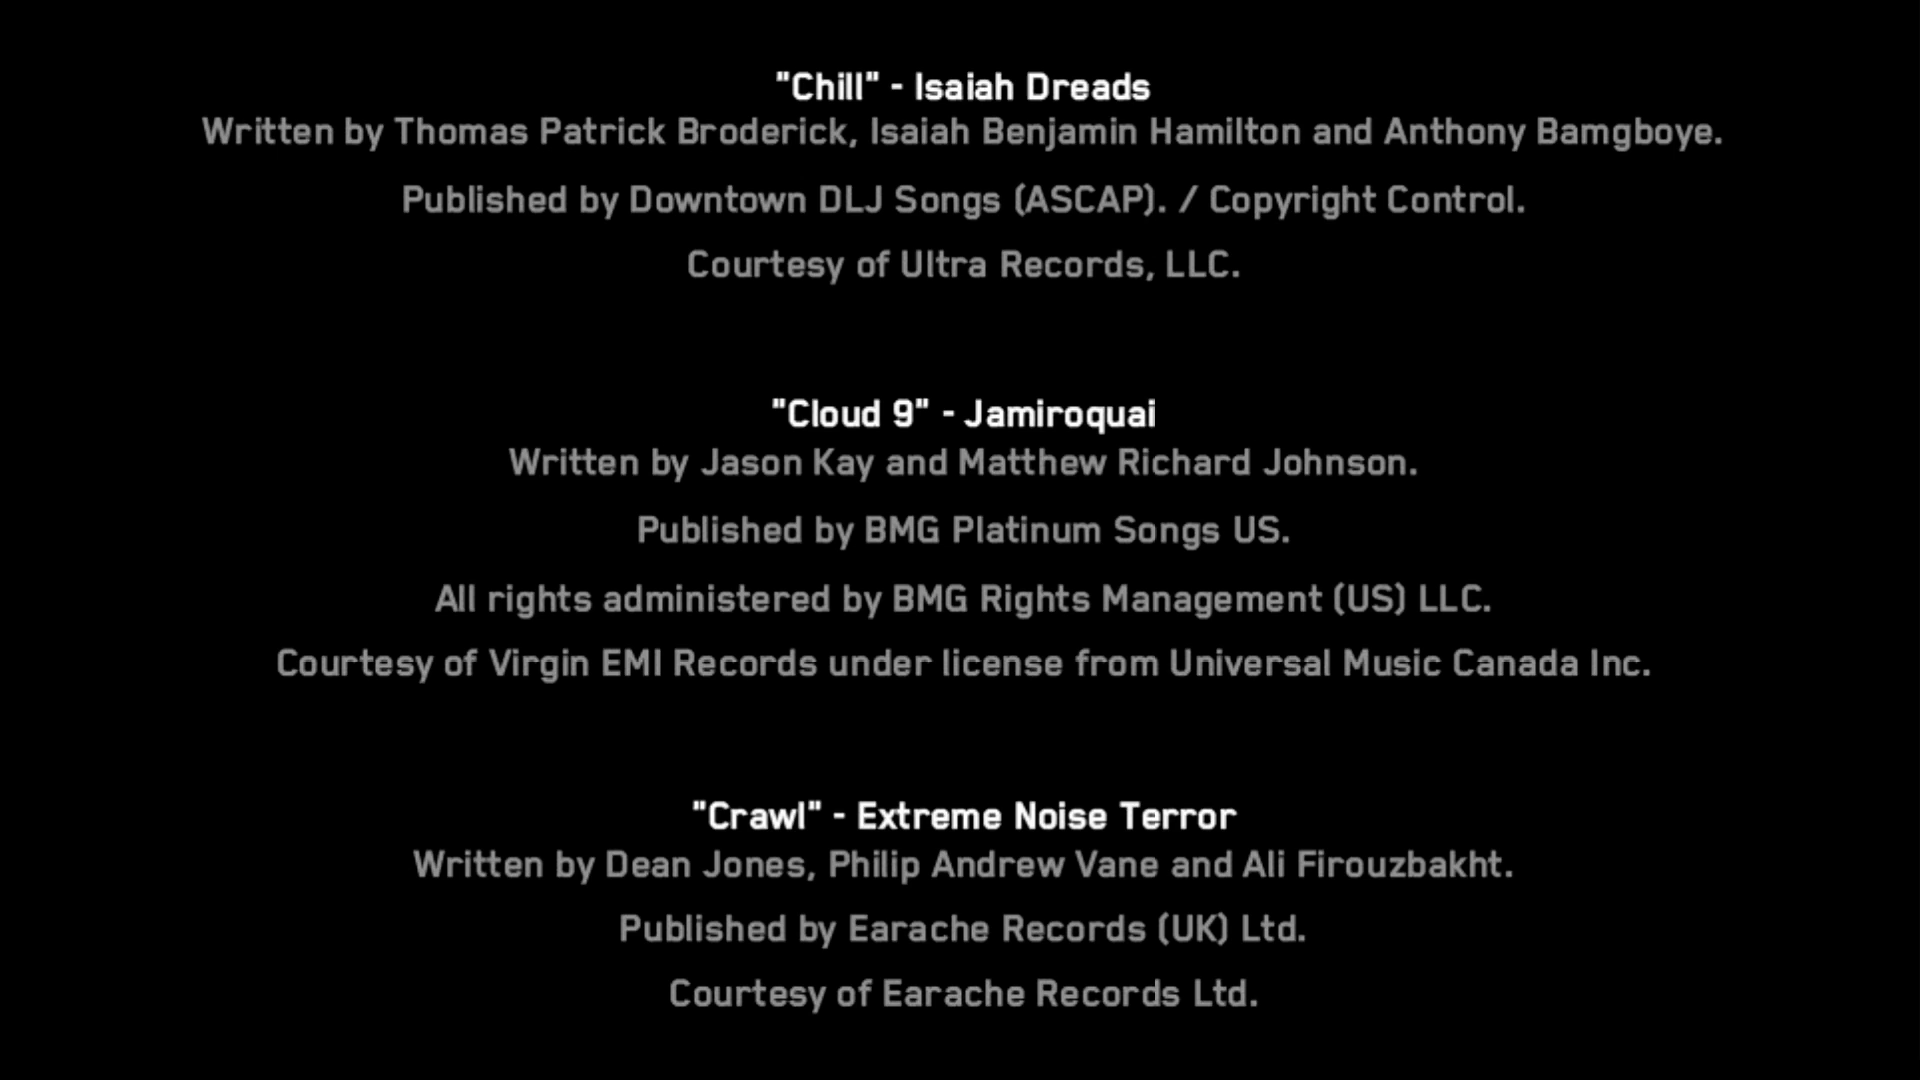 "Chill" - Isaiah Dreads
Written by Thomas Patrick Broderick, Isaiah Benjamin Hamilton and Anthony Bamgboye.
Published by Downtown DLJ Songs (ASCAP). / Copyright Control.
Courtesy of Ultra Records, LLC.
"Cloud 9" - Jamiroquai
Written by Jason Kay and Matthew Richard Johnson.
Published by BMG Platinum Songs US.
All rights administered by BMG Rights Management (US) LLC.
Courtesy of Virgin EMI Records under license from Universal Music Canada Inc.
"Crawl" - Extreme Noise Terror
Written by Dean Jones, Philip Andrew Vane and Ali Firouzbakht.
Published by Earache Records (UK) Ltd.
Courtesy of Earache Records Ltd.